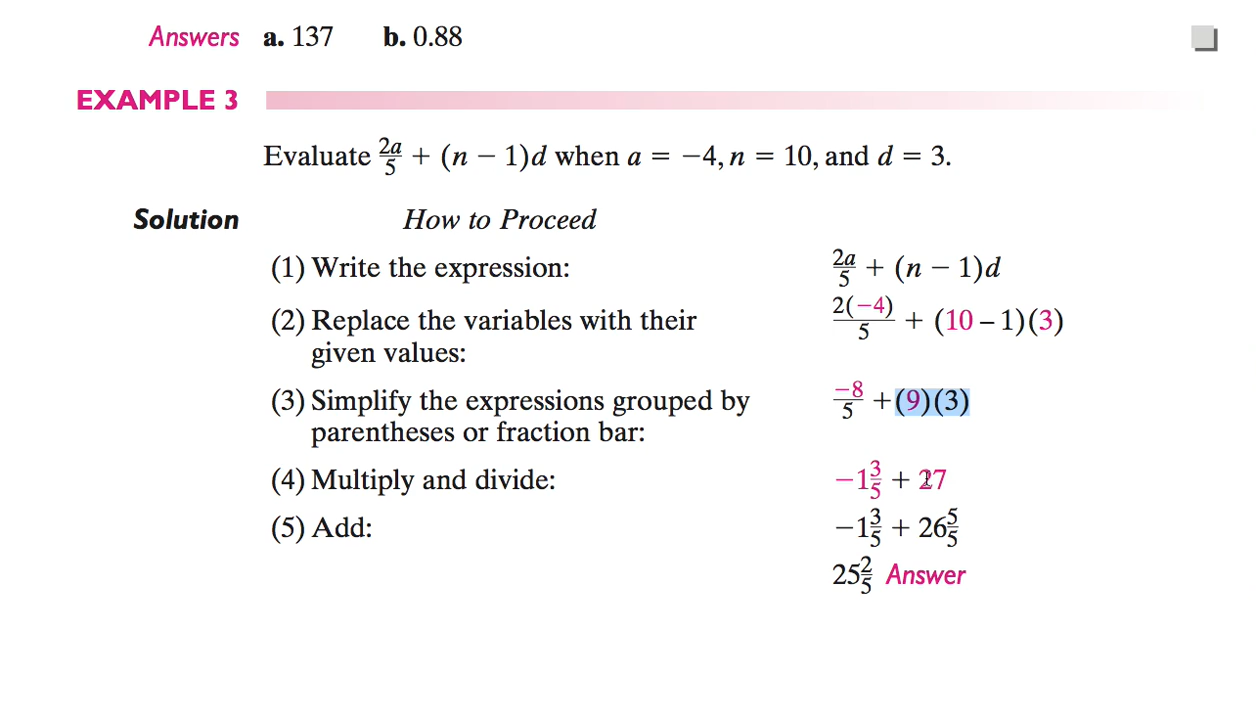 Answers a. 137 b. 0.88
EXAMPLE 3
Evaluate 2a/5 + (n − 1)d when a = −4, n = 10, and d = 3.
Solution How to Proceed
(1) Write the expression: 2a/5 + (n − 1)d
(2) Replace the variables with their 2(−4)/5 + (10 − 1)(3)
given values:
(3) Simplify the expressions grouped by −8/5 + (9)(3)
parentheses or fraction bar:
(4) Multiply and divide: −1 3/5 + 27
(5) Add: −1 3/5 + 26 5/5
25 2/5 Answer